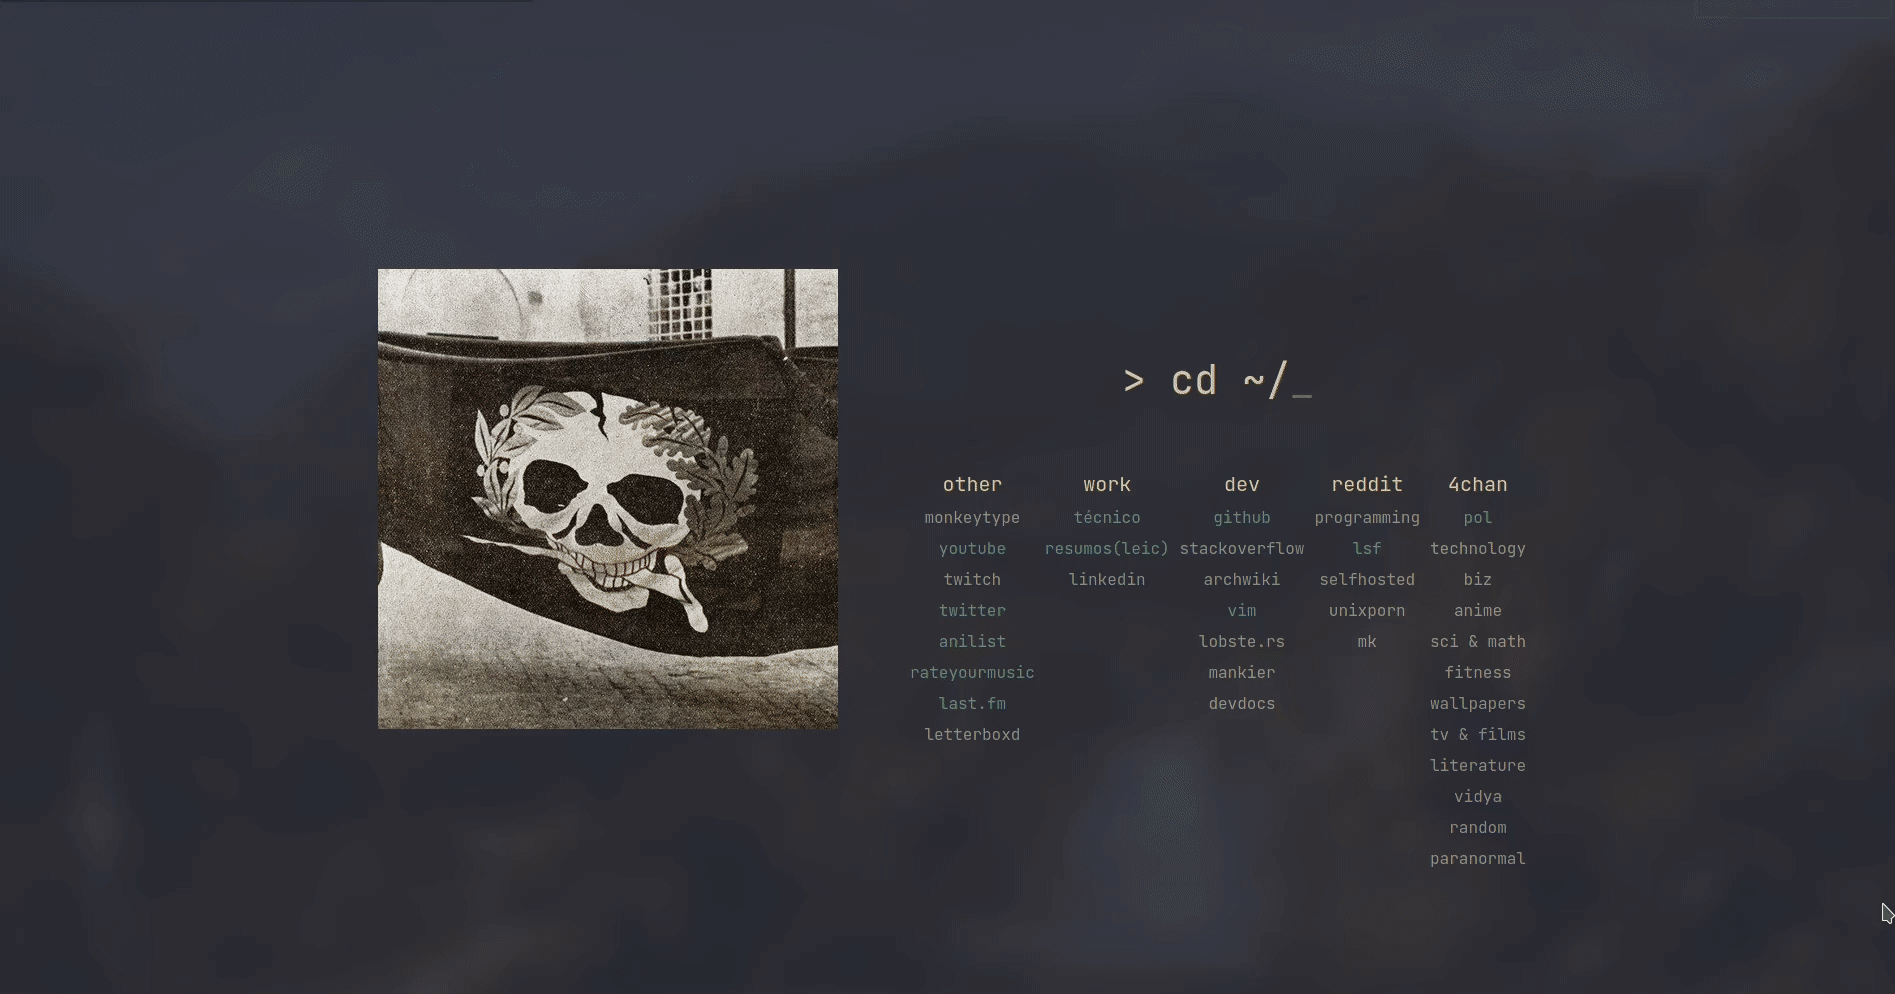 > cd ~/_
other work dev reddit 4chan
monkeytype técnico github programming pol
youtube resumos(leic) stackoverflow lsf technology
twitch linkedin archwiki selfhosted biz
twitter vim unixporn anime
anilist lobste.rs mk sci & math
rateyourmusic mankier fitness
last.fm devdocs wallpapers
letterboxd tv & films
literature
vidya
random
paranormal